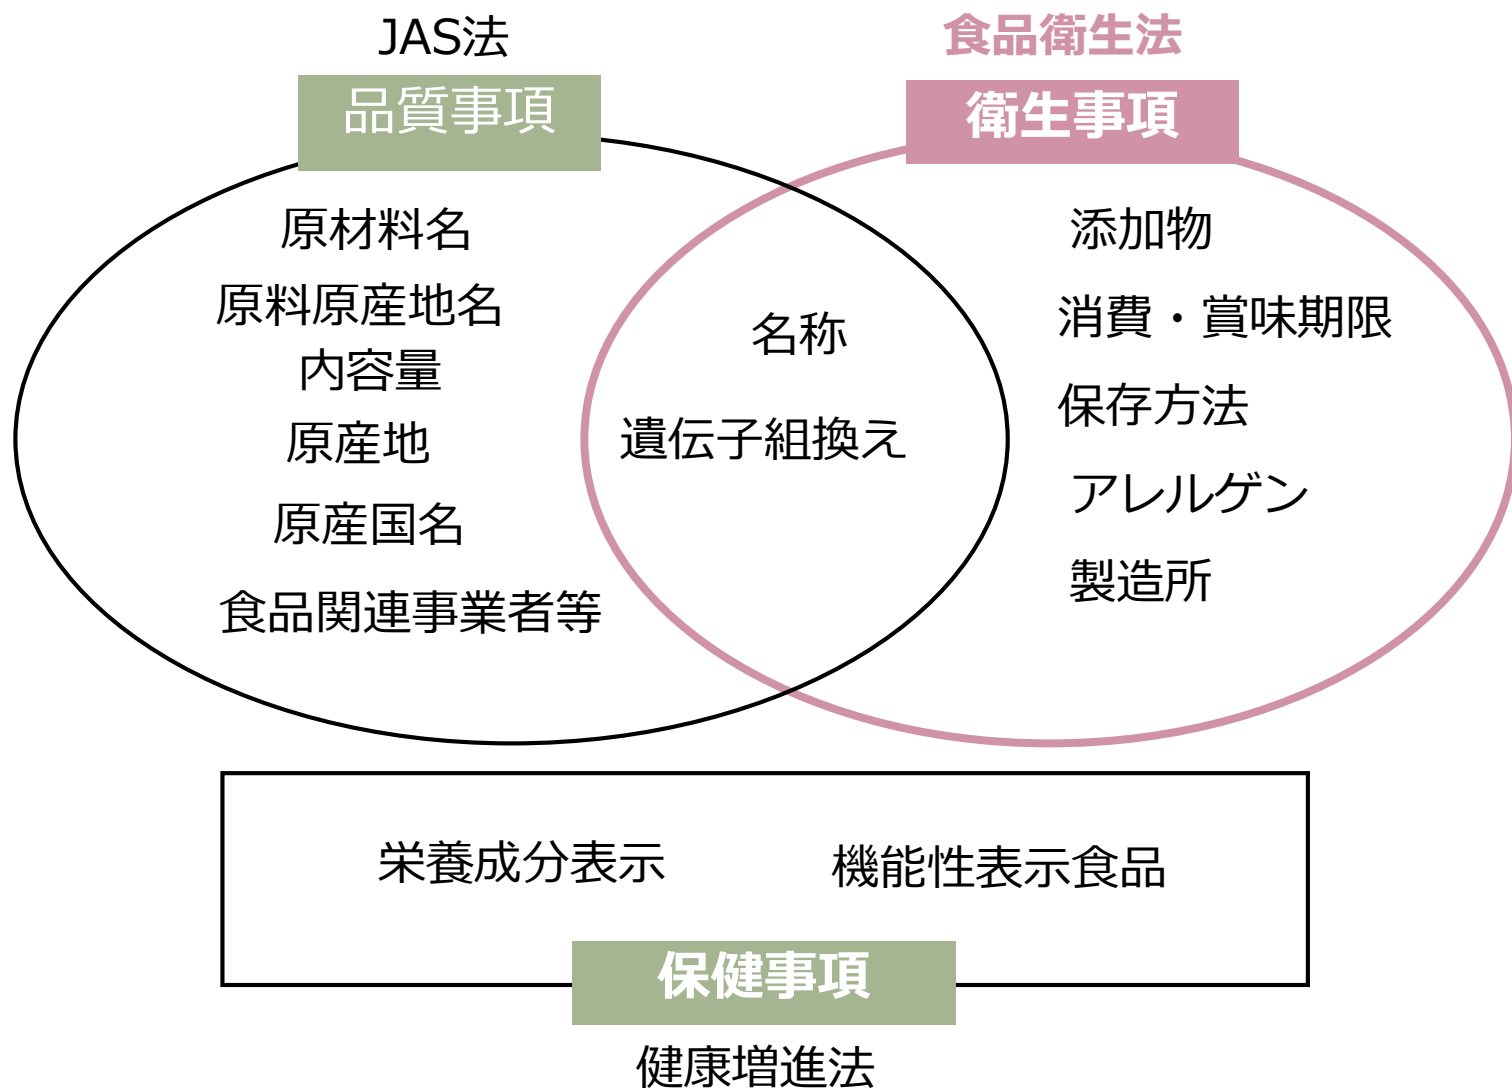 JAS法
品質事項
原材料名
原料原産地名
内容量
原産地
原産国名
食品関連事業者等
名称
遺伝子組換え
食品衛生法
衛生事項
添加物
消費・賞味期限
保存方法
アレルゲン
製造所
栄養成分表示
機能性表示食品
保健事項
健康増進法